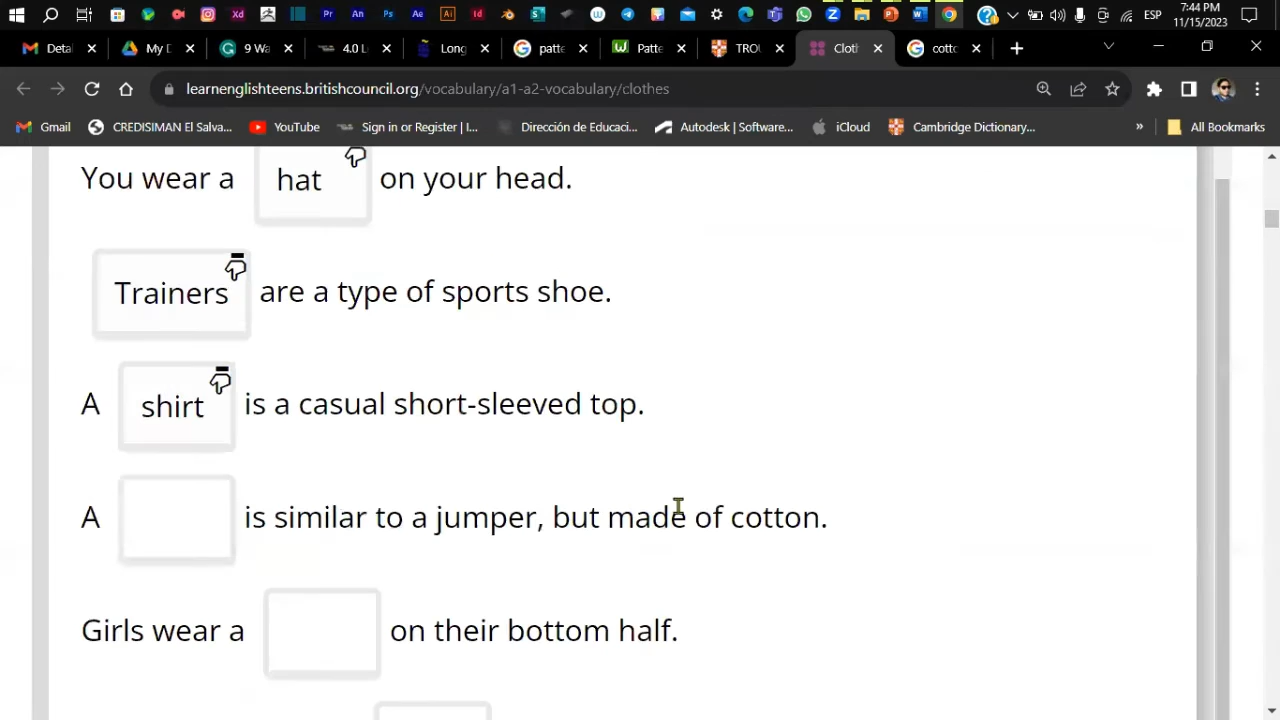 ESP 7:44 PM 11/15/2023
Detai My D 9 Wa 4.0 L Long patte Patte TRO Cloth cotto
learnenglishteens.britishcouncil.org/vocabulary/a1-a2-vocabulary/clothes
Gmail CREDISIMAN El Salva... YouTube Sign in or Register | I... Dirección de Educaci... Autodesk | Software... iCloud Cambridge Dictionary... » All Bookmarks
You wear a hat on your head.
Trainers are a type of sports shoe.
A shirt is a casual short-sleeved top.
A is similar to a jumper, but made of cotton.
Girls wear a on their bottom half.